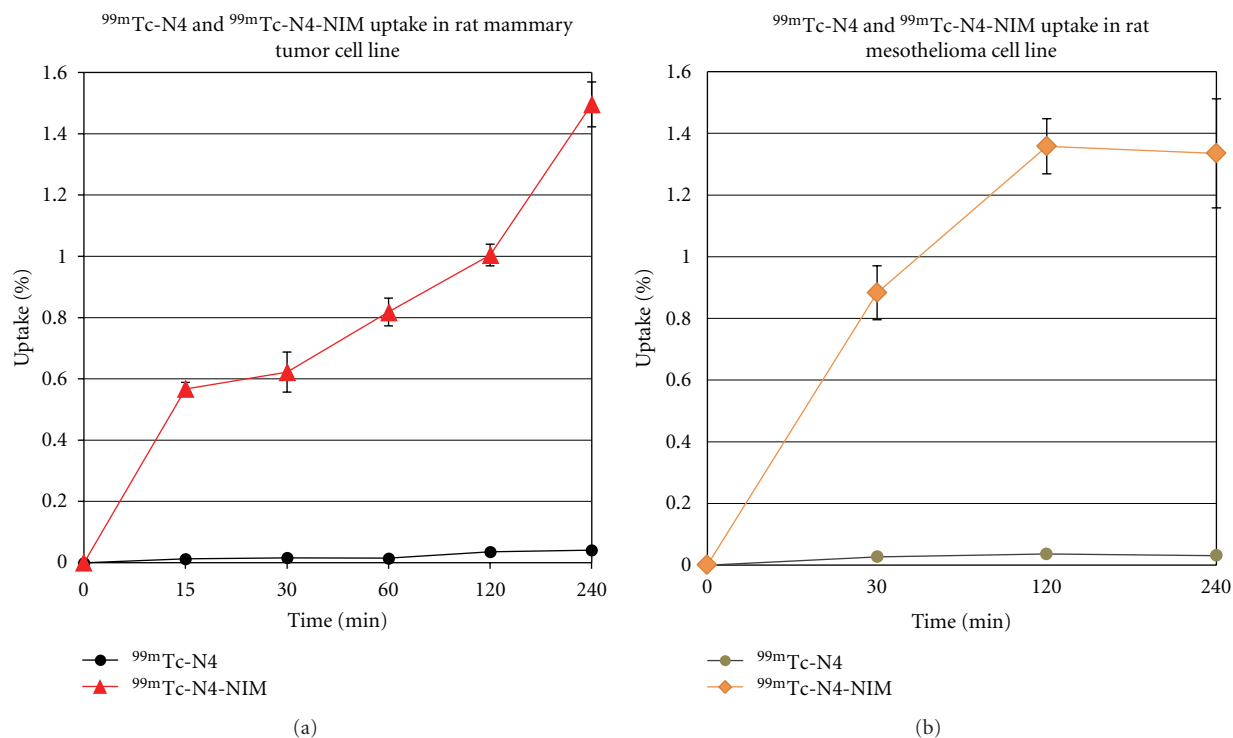 ⁹⁹ᵐTc-N4 and ⁹⁹ᵐTc-N4-NIM uptake in rat mammary
tumor cell line
1.6
1.4
1.2
1
0.8
0.6
0.4
0.2
0
Uptake (%)
0 15 30 60 120 240
Time (min)
⁹⁹ᵐTc-N4
⁹⁹ᵐTc-N4-NIM
(a)
⁹⁹ᵐTc-N4 and ⁹⁹ᵐTc-N4-NIM uptake in rat
mesothelioma cell line
1.6
1.4
1.2
1
0.8
0.6
0.4
0.2
0
Uptake (%)
0 30 120 240
Time (min)
⁹⁹ᵐTc-N4
⁹⁹ᵐTc-N4-NIM
(b)